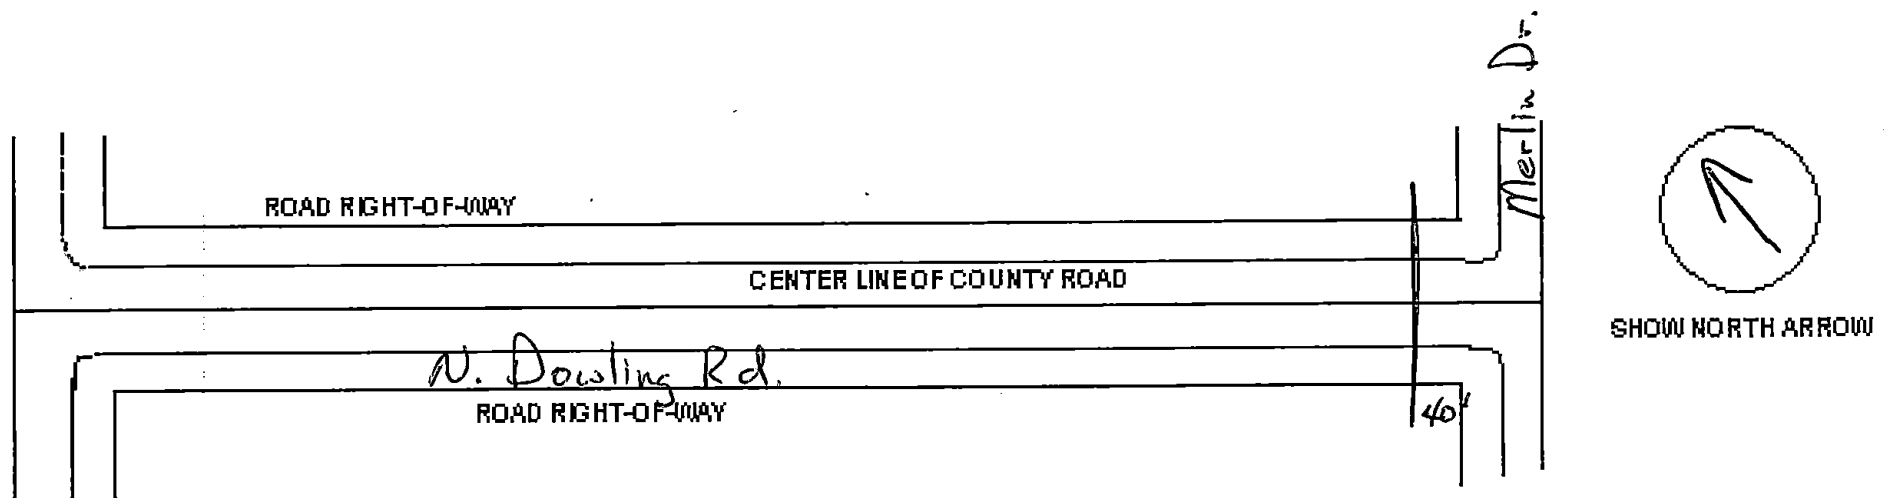 Merlin Dr.
ROAD RIGHT-OF-WAY
CENTER LINE OF COUNTY ROAD
SHOW NORTH ARROW
N. Dowling Rd.
ROAD RIGHT-OF-WAY
40'